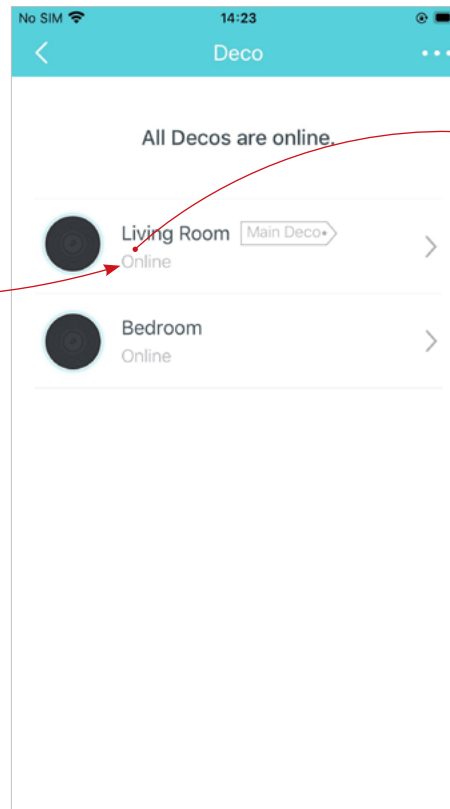 No SIM 14:23
Deco
All Decos are online.
Living Room Main Deco
Online
Bedroom
Online